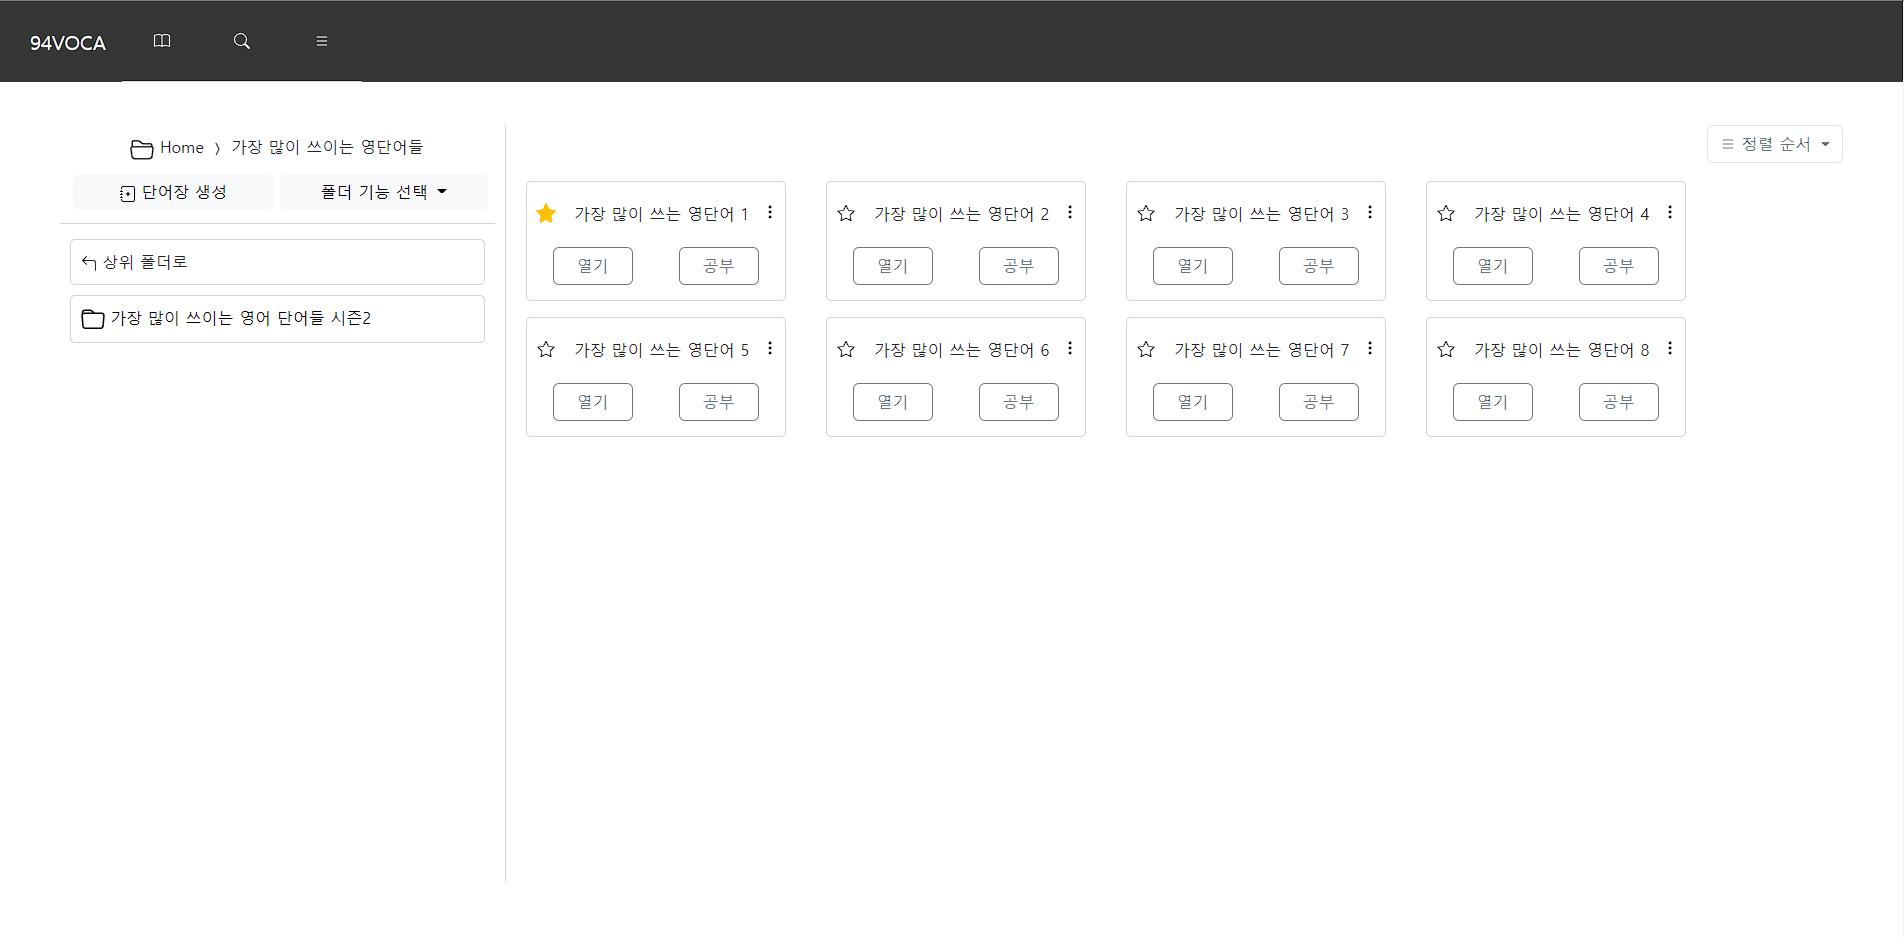 94VOCA
Home 〉 가장 많이 쓰이는 영단어들
단어장 생성
폴더 기능 선택
상위 폴더로
가장 많이 쓰이는 영어 단어들 시즌2
정렬 순서
가장 많이 쓰는 영단어 1
열기 공부
가장 많이 쓰는 영단어 2
열기 공부
가장 많이 쓰는 영단어 3
열기 공부
가장 많이 쓰는 영단어 4
열기 공부
가장 많이 쓰는 영단어 5
열기 공부
가장 많이 쓰는 영단어 6
열기 공부
가장 많이 쓰는 영단어 7
열기 공부
가장 많이 쓰는 영단어 8
열기 공부